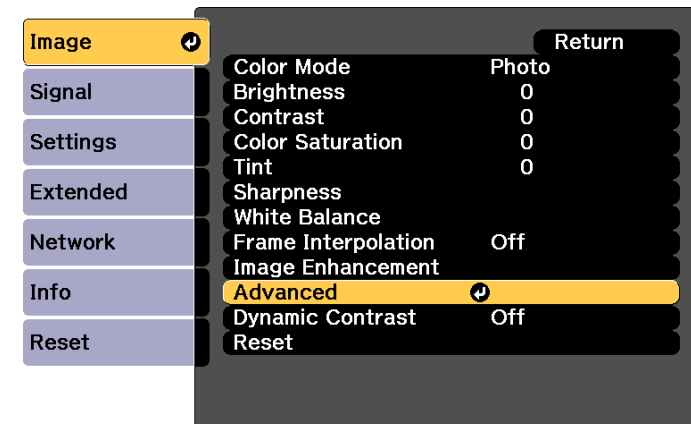 Image
Signal
Settings
Extended
Network
Info
Reset
Return
Color Mode Photo
Brightness 0
Contrast 0
Color Saturation 0
Tint 0
Sharpness
White Balance
Frame Interpolation Off
Image Enhancement
Advanced
Dynamic Contrast Off
Reset